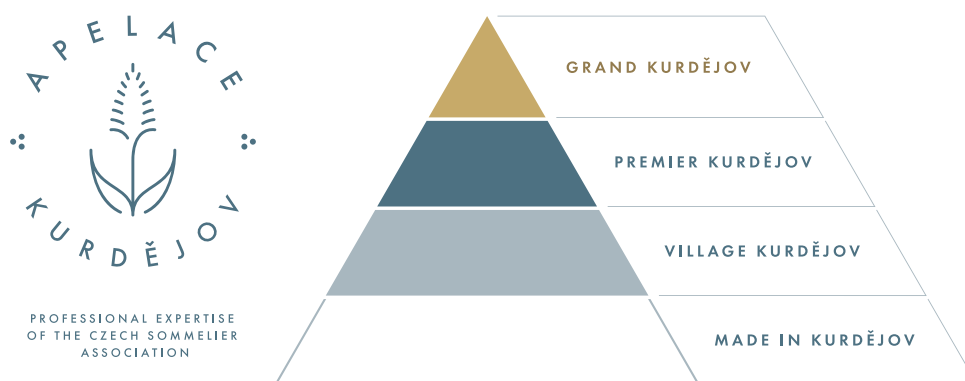 APELACE
KURDĚJOV
PROFESSIONAL EXPERTISE
OF THE CZECH SOMMELIER
ASSOCIATION
GRAND KURDĚJOV
PREMIER KURDĚJOV
VILLAGE KURDĚJOV
MADE IN KURDĚJOV